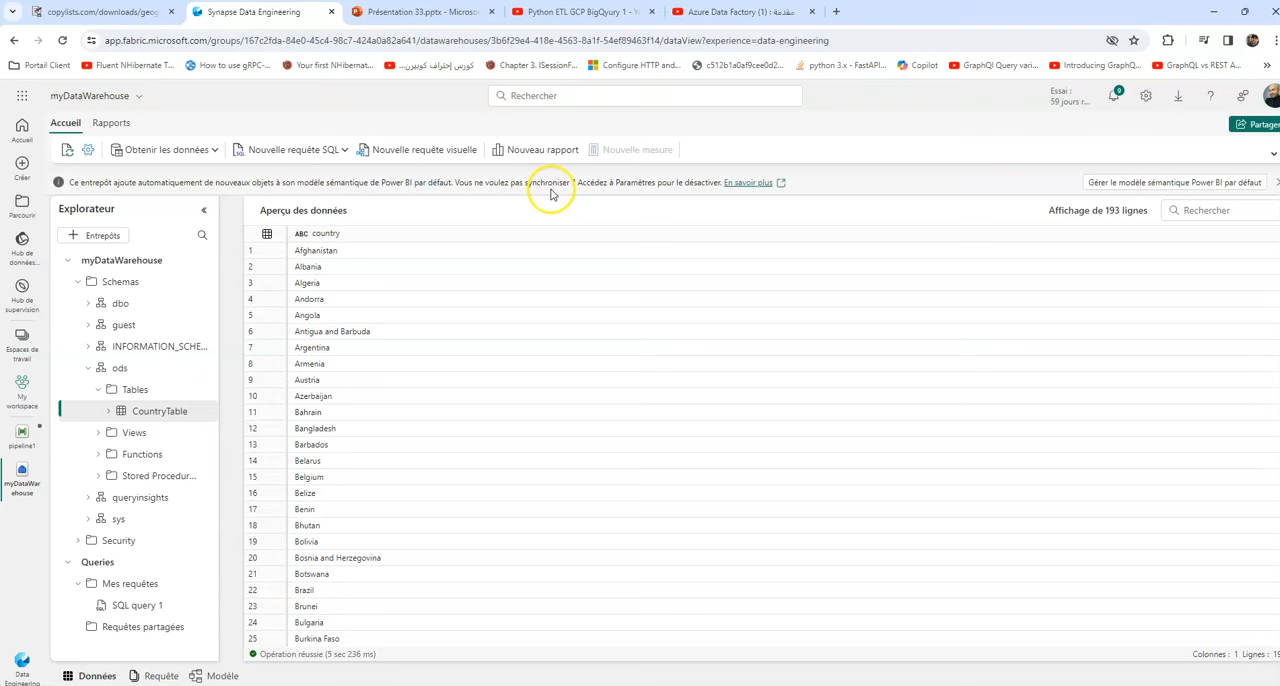 copylists.com/downloads/geog
Synapse Data Engineering
Présentation 33.pptx - Microso
Python ETL GCP BigQyury 1 - Yo
Azure Data Factory (1) : مقدمة
app.fabric.microsoft.com/groups/167c2fda-84e0-45c4-98c7-424a0a82a641/datawarehouse/3b6f29e4-418e-4563-8a1f-54ef89463f14/dataView?experience=data-engineering
Portail Client
Fluent NHibernate T...
How to use gRPC-...
Your first NHibernat...
كورس إحتراف كوبيين...
Chapter 3. ISessionF...
Configure HTTP and...
c512b1a0af9cee0d2...
python 3.x - FastAPI...
Copilot
GraphQl Query vari...
Introducing GraphQ...
GraphQL vs REST A...
»
myDataWarehouse
Rechercher
Essai :
59 jours r...
9
Accueil
Rapports
Partager
Obtenir les données
Nouvelle requête SQL
Nouvelle requête visuelle
Nouveau rapport
Nouvelle mesure
Ce entrepôt ajoute automatiquement de nouveaux objets à son modèle sémantique de Power BI par défaut. Vous ne voulez pas synchroniser ? Accédez à Paramètres pour le désactiver. En savoir plus
Gérer le modèle sémantique Power BI par défaut
Accueil
Créer
Parcourir
Hub de
données...
Hub de
supervision
Espaces de
travail
My
workspace
pipeline1
myDataWar
ehouse
Data
Engineering
Explorateur
«
+ Entrepôts
myDataWarehouse
Schemas
dbo
guest
INFORMATION_SCHE...
ods
Tables
CountryTable
Views
Functions
Stored Procedur...
queryinsights
sys
Security
Queries
Mes requêtes
SQL query 1
Requêtes partagées
Aperçu des données
Affichage de 193 lignes
Rechercher
ABC country
1 Afghanistan
2 Albania
3 Algeria
4 Andorra
5 Angola
6 Antigua and Barbuda
7 Argentina
8 Armenia
9 Austria
10 Azerbaijan
11 Bahrain
12 Bangladesh
13 Barbados
14 Belarus
15 Belgium
16 Belize
17 Benin
18 Bhutan
19 Bolivia
20 Bosnia and Herzegovina
21 Botswana
22 Brazil
23 Brunei
24 Bulgaria
25 Burkina Faso
Opération réussie (5 sec 236 ms)
Colonnes : 1 Lignes : 19
Données
Requête
Modèle